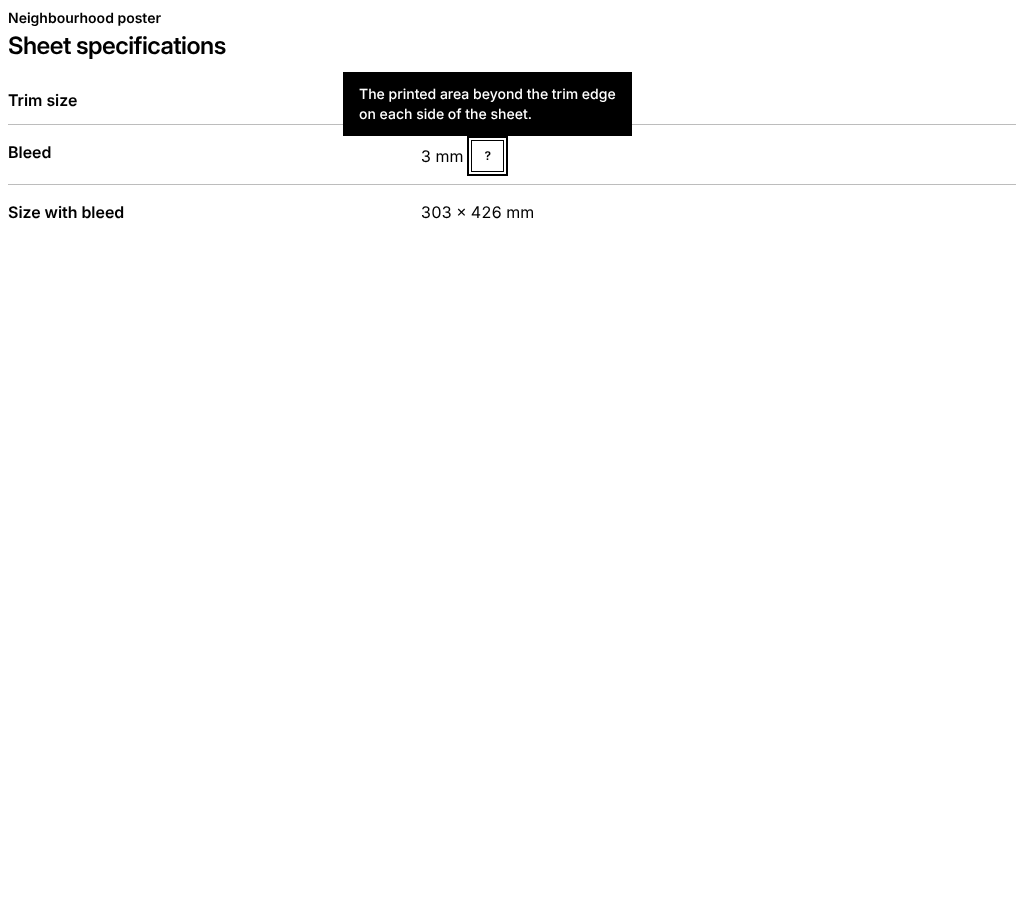 Neighbourhood poster
Sheet specifications
Trim size
The printed area beyond the trim edge
on each side of the sheet.
Bleed
3 mm ?
Size with bleed
303 × 426 mm